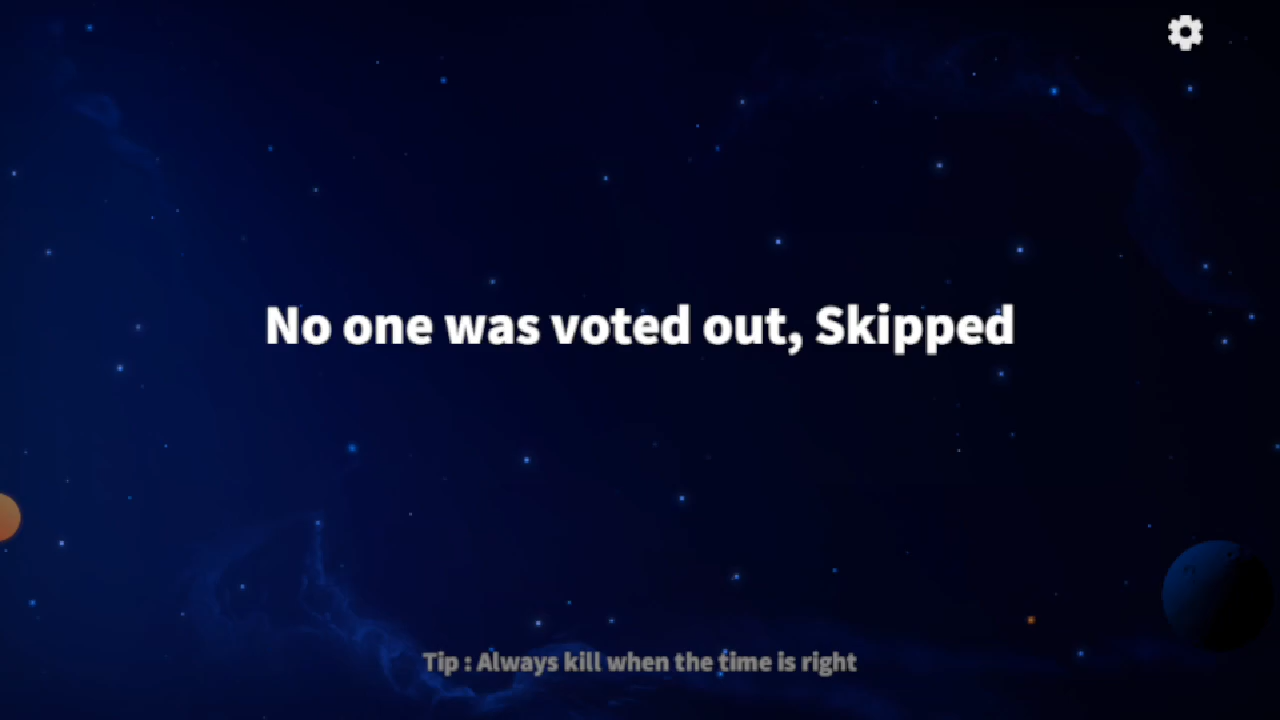 No one was voted out, Skipped
Tip : Always kill when the time is right